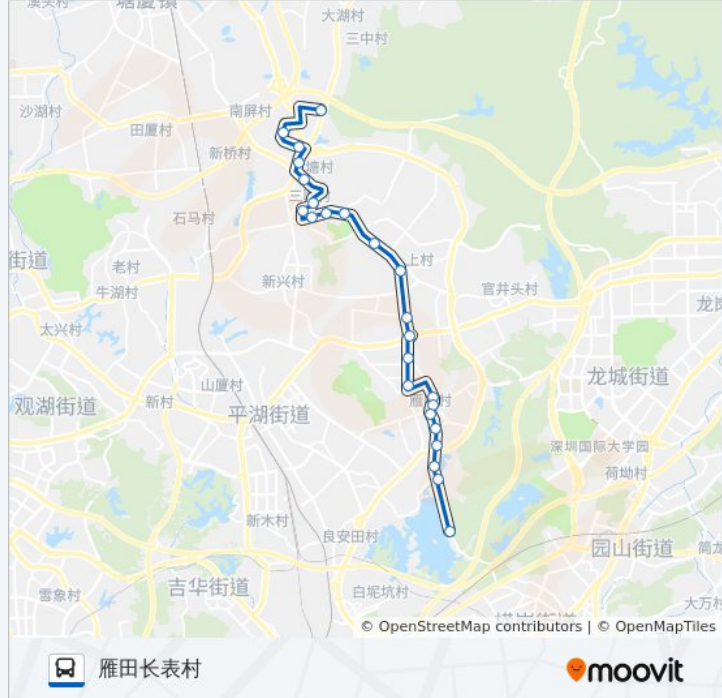 大湖村
三中村
沙湖村
南屏村
田厦村
新桥村
塘村
石马村
街道
老村
上村
新兴村
官井头村
牛湖村
太兴村
龙岗
龙城街道
山厦村
观湖街道
新村
平湖街道
雁
村
深圳国际大学园
荷坳村
新木村
良安田村
园山街道
简龙
吉华街道
雪象村
白坭坑村
大万村
© OpenStreetMap contributors | © OpenMapTiles
雁田长表村
moovit